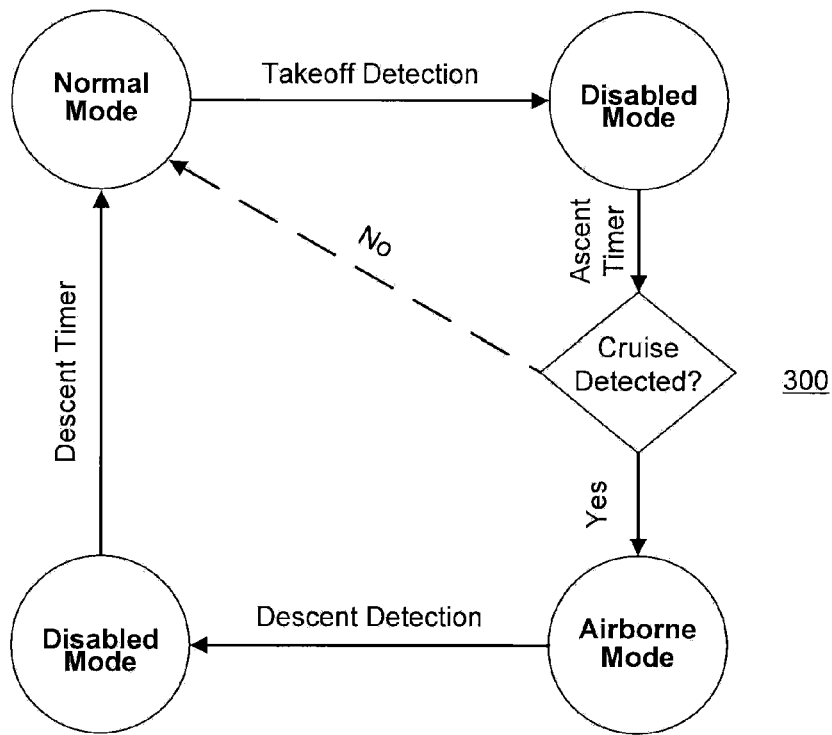 Normal
Mode
Takeoff Detection
Disabled
Mode
Ascent
Timer
No
Cruise
Detected?
300
Descent Timer
Yes
Disabled
Mode
Descent Detection
Airborne
Mode